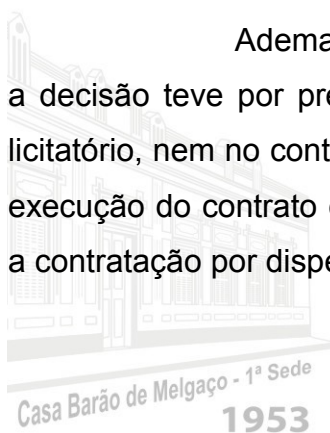 Adema
a decisão teve por pre
licitatório, nem no cont
execução do contrato
a contratação por dispe
Casa Barão de Melgaço - 1ª Sede
1953